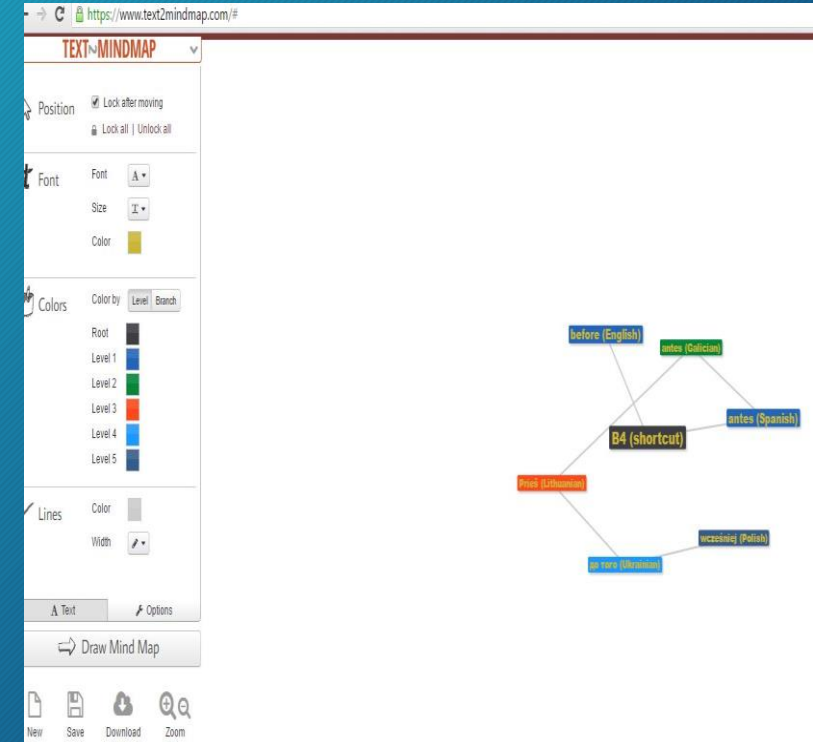 https://www.text2mindmap.com/#
TEXT2MINDMAP
Position
Lock after moving
Lock all | Unlock all
Font
Font
A
Size
T
Color
Colors
Color by
Level
Branch
Root
Level 1
Level 2
Level 3
Level 4
Level 5
Lines
Color
Width
A Text
Options
Draw Mind Map
New
Save
Download
Zoom
before (English)
antes (Galician)
antes (Spanish)
B4 (shortcut)
Prieš (Lithuanian)
wcześniej (Polish)
до того (Ukrainian)